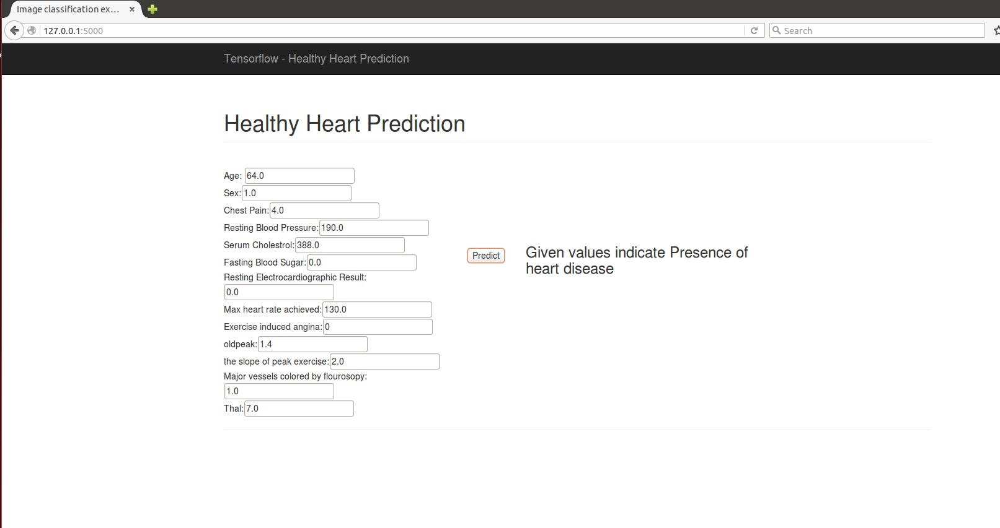 Image classification ex...
127.0.0.1:5000
Search
Tensorflow - Healthy Heart Prediction
Healthy Heart Prediction
Age: 64.0
Sex: 1.0
Chest Pain: 4.0
Resting Blood Pressure: 190.0
Serum Cholestrol: 388.0
Fasting Blood Sugar: 0.0
Resting Electrocardiographic Result:
0.0
Max heart rate achieved: 130.0
Exercise induced angina: 0
oldpeak: 1.4
the slope of peak exercise: 2.0
Major vessels colored by flourosopy:
1.0
Thal: 7.0
Predict
Given values indicate Presence of
heart disease